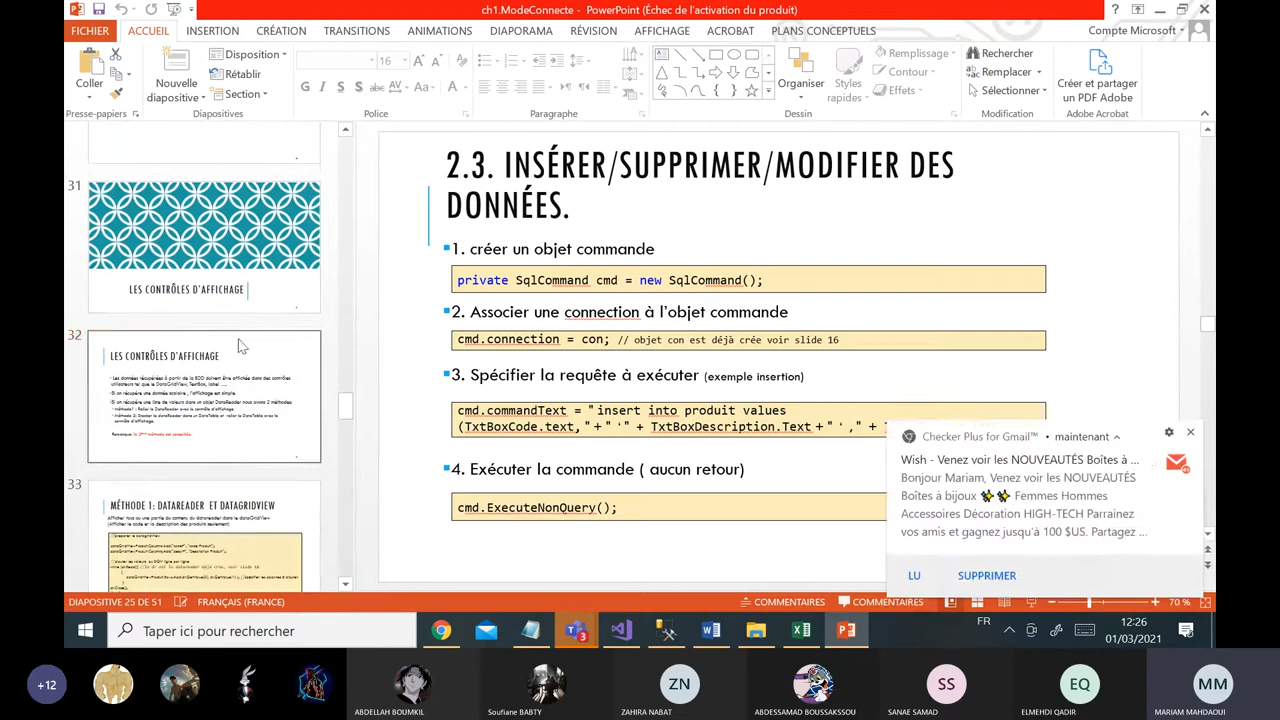 ch1.ModeConnecte - PowerPoint (Échec de l'activation du produit)
FICHIER ACCUEIL INSERTION CRÉATION TRANSITIONS ANIMATIONS DIAPORAMA RÉVISION AFFICHAGE ACROBAT PLANS CONCEPTUELS Compte Microsoft
Coller
Nouvelle
diapositive
Disposition
Rétablir
Section
16
Organiser
Styles
rapides
Remplissage
Contour
Effets
Rechercher
Remplacer
Sélectionner
Créer et partager
un PDF Adobe
Presse-papiers Diapositives Police Paragraphe Dessin Modification Adobe Acrobat
31
LES CONTRÔLES D'AFFICHAGE
32
LES CONTRÔLES D'AFFICHAGE
33
MÉTHODE 1: DATAREADER ET DATAGRIDVIEW
2.3. INSÉRER/SUPPRIMER/MODIFIER DES
DONNÉES.
1. créer un objet commande
private SqlCommand cmd = new SqlCommand();
2. Associer une connection à l'objet commande
cmd.connection = con; // objet con est déjà crée voir slide 16
3. Spécifier la requête à exécuter (exemple insertion)
cmd.commandText = "insert into produit values
(TxtBoxCode.text,"+"'" + TxtBoxDescription.Text +"' ," +
4. Exécuter la commande ( aucun retour)
cmd.ExecuteNonQuery();
Checker Plus for Gmail™ • maintenant
Wish - Venez voir les NOUVEAUTÉS Boîtes à ...
Bonjour Mariam, Venez voir les NOUVEAUTÉS
Boîtes à bijoux ✨✨ Femmes Hommes
Accessoires Décoration HIGH-TECH Parrainez
vos amis et gagnez jusqu'à 100 $US. Partagez ...
LU SUPPRIMER
DIAPOSITIVE 25 DE 51 FRANÇAIS (FRANCE) COMMENTAIRES COMMENTAIRES 70 %
Taper ici pour rechercher
3
FR
12:26
01/03/2021
+12
ZN SS EQ MM
ABDELLAH BOUMKIL Soufiane BABTY ZAHIRA NABAT ABDESSAMAD BOUSSAKSSOU SANAE SAMAD ELMEHDI QADIR MARIAM MAHDAOUI